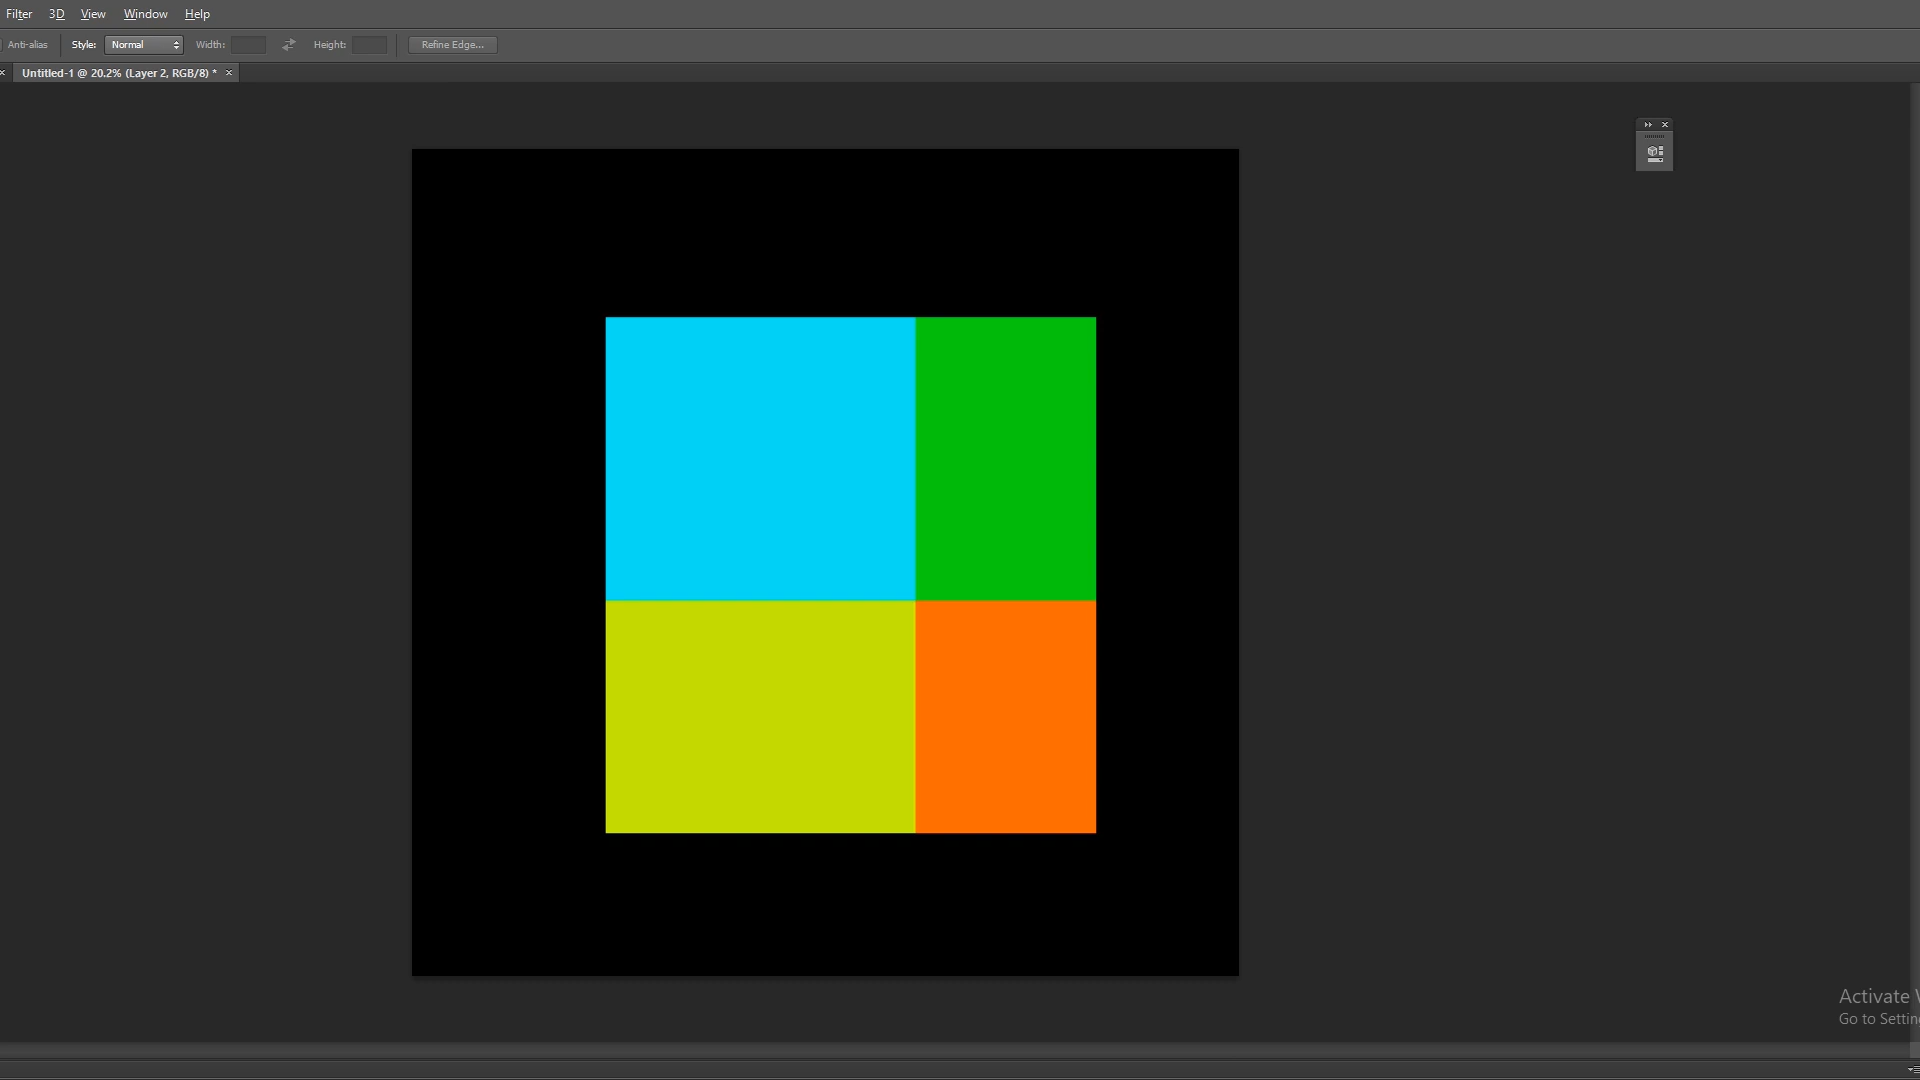 Filter 3D View Window Help
Anti-alias Style: Normal Width: Height: Refine Edge...
Untitled-1 @ 20.2% (Layer 2, RGB/8) *
Activate
Go to Settin